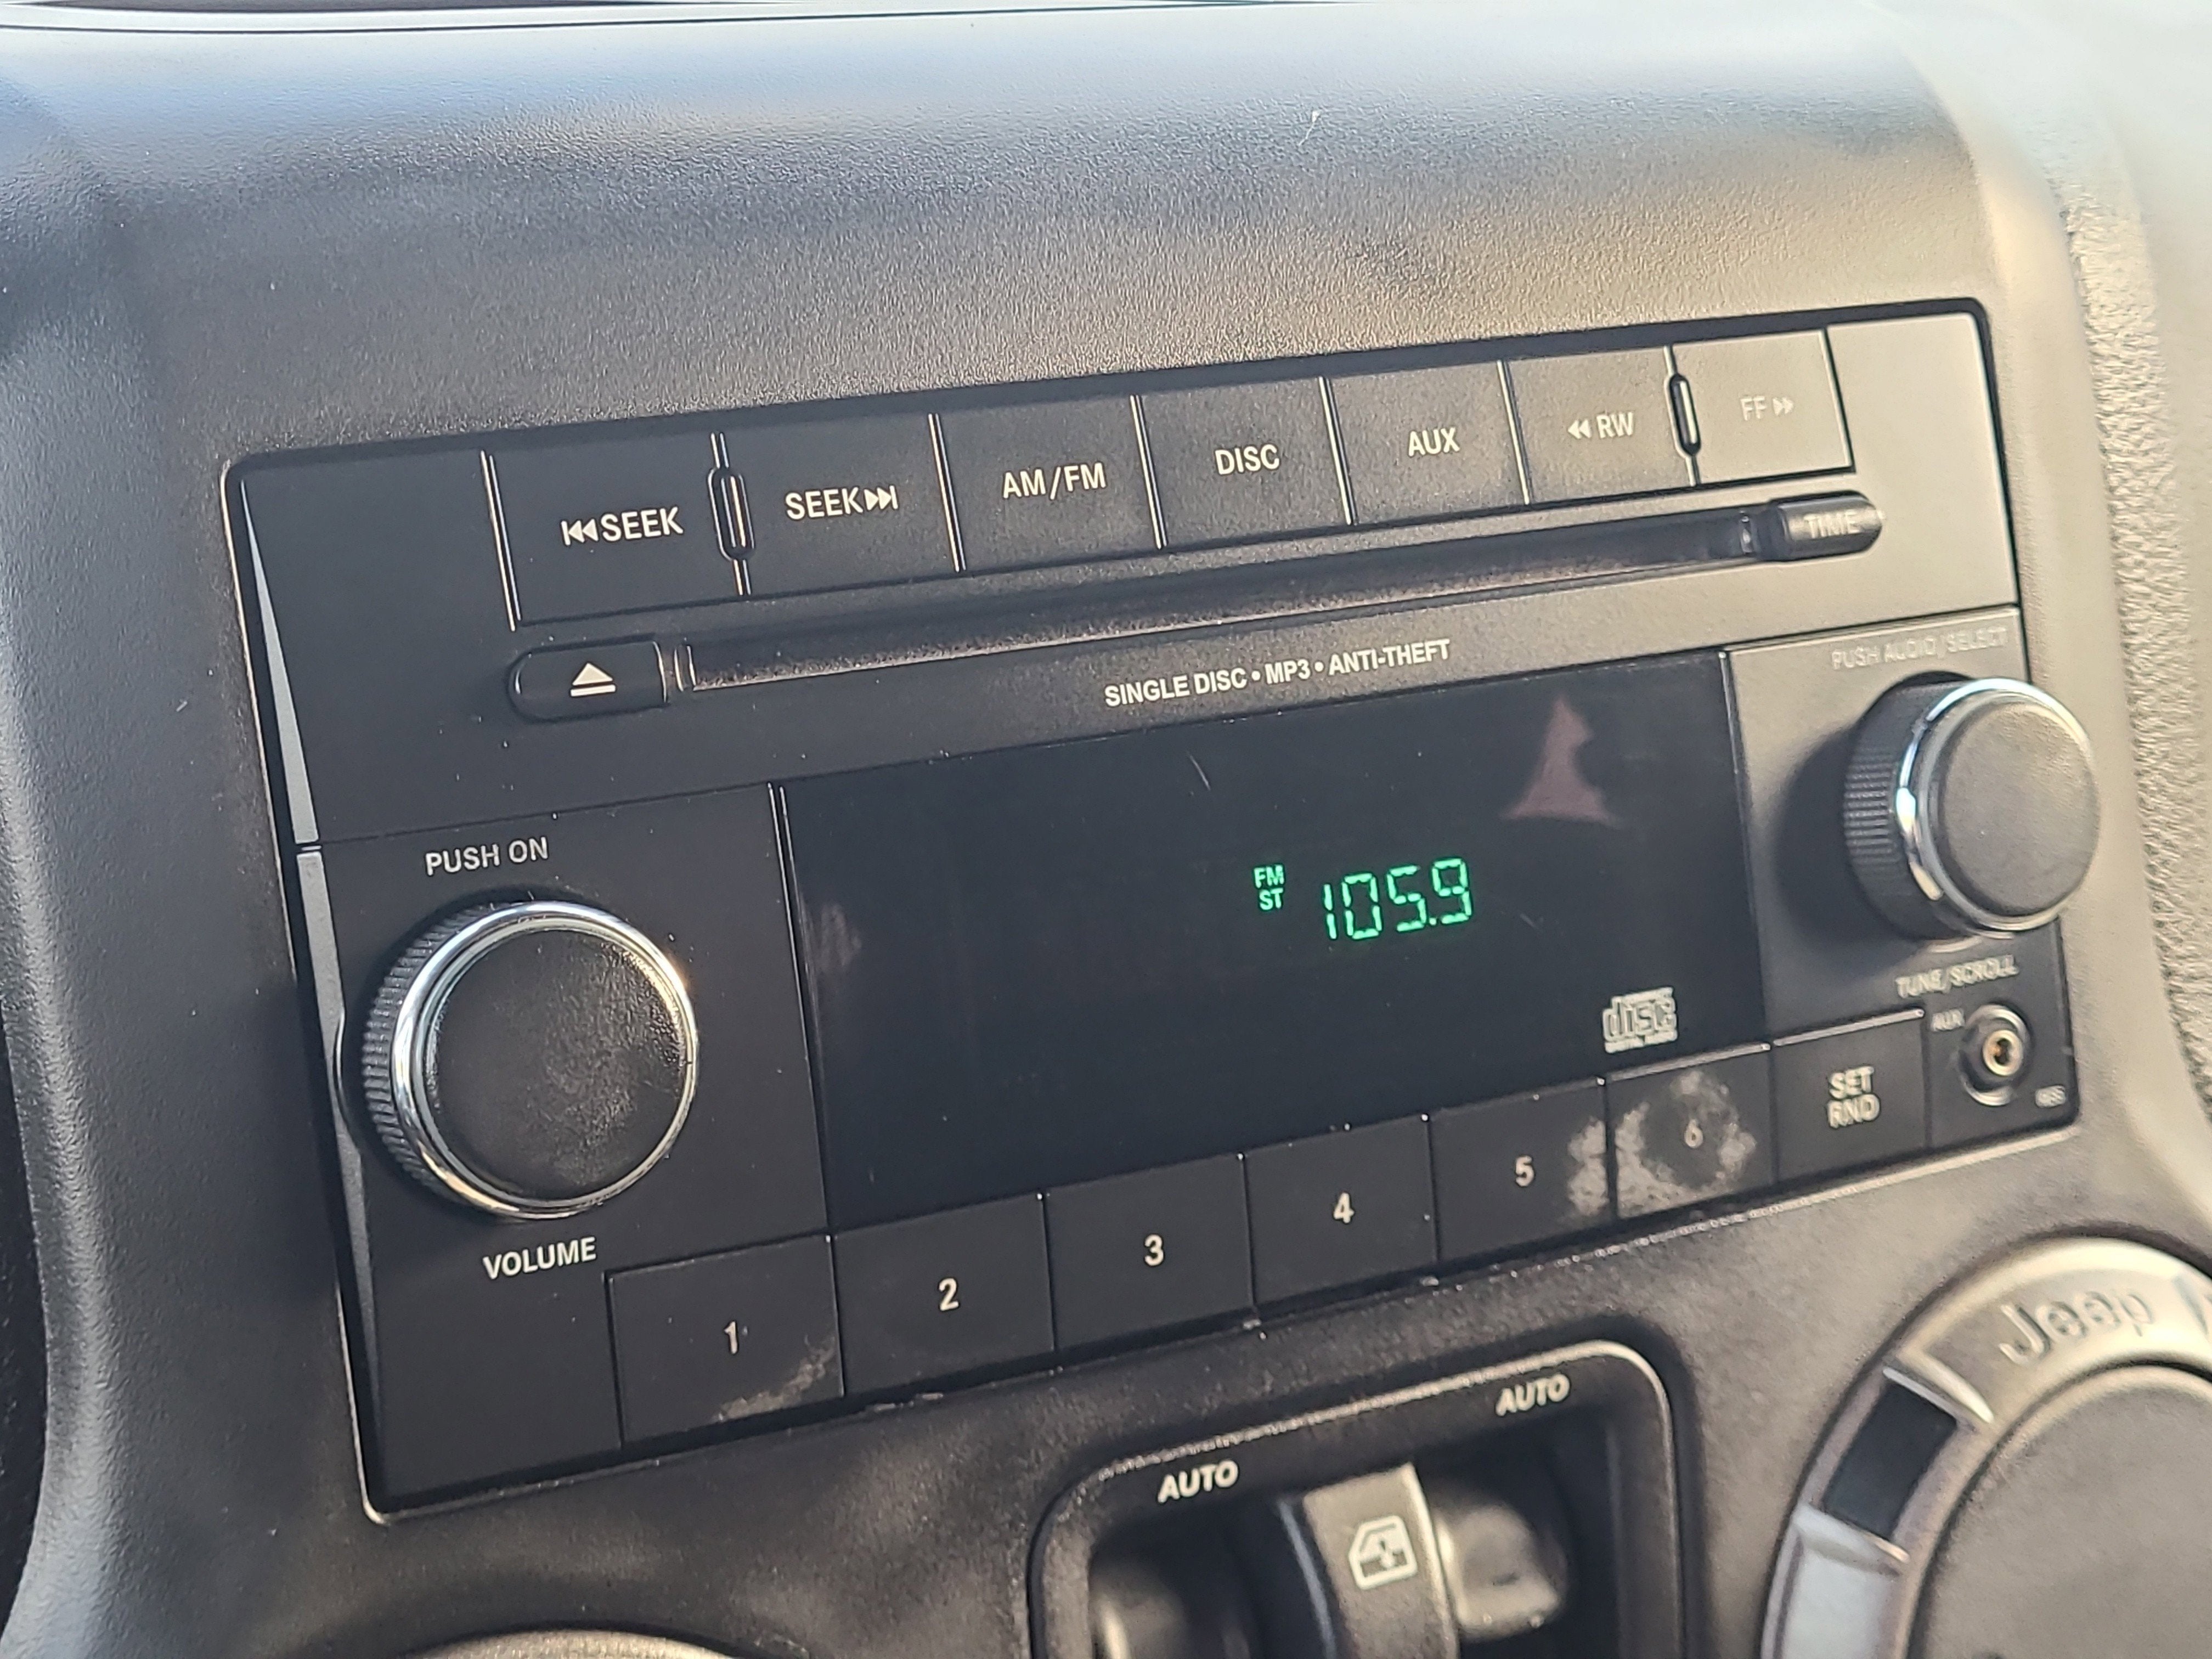 SEEK
SEEK
AM/FM
DISC
AUX
RW
FF
TIME
SINGLE DISC • MP3 • ANTI-THEFT
PUSH AUDIO/SELECT
PUSH ON
FM
ST
105.9
TUNE/SCROLL
disc
AUX
VOLUME
1
2
3
4
5
6
SET
RND
AUTO
AUTO
Jeep